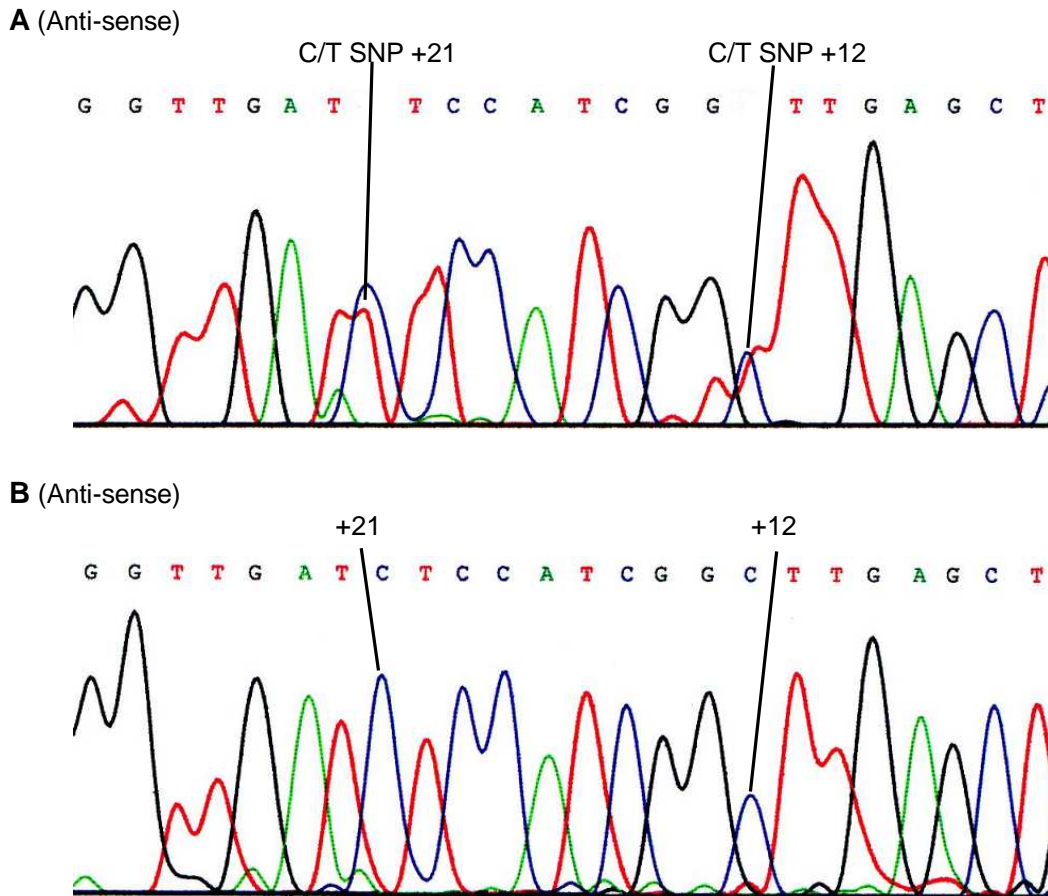 A (Anti-sense)
C/T SNP +21 C/T SNP +12
G G T T G A T T C C A T C G G T T G A G C T
B (Anti-sense)
+21 +12
G G T T G A T C T C C A T C G G C T T G A G C T